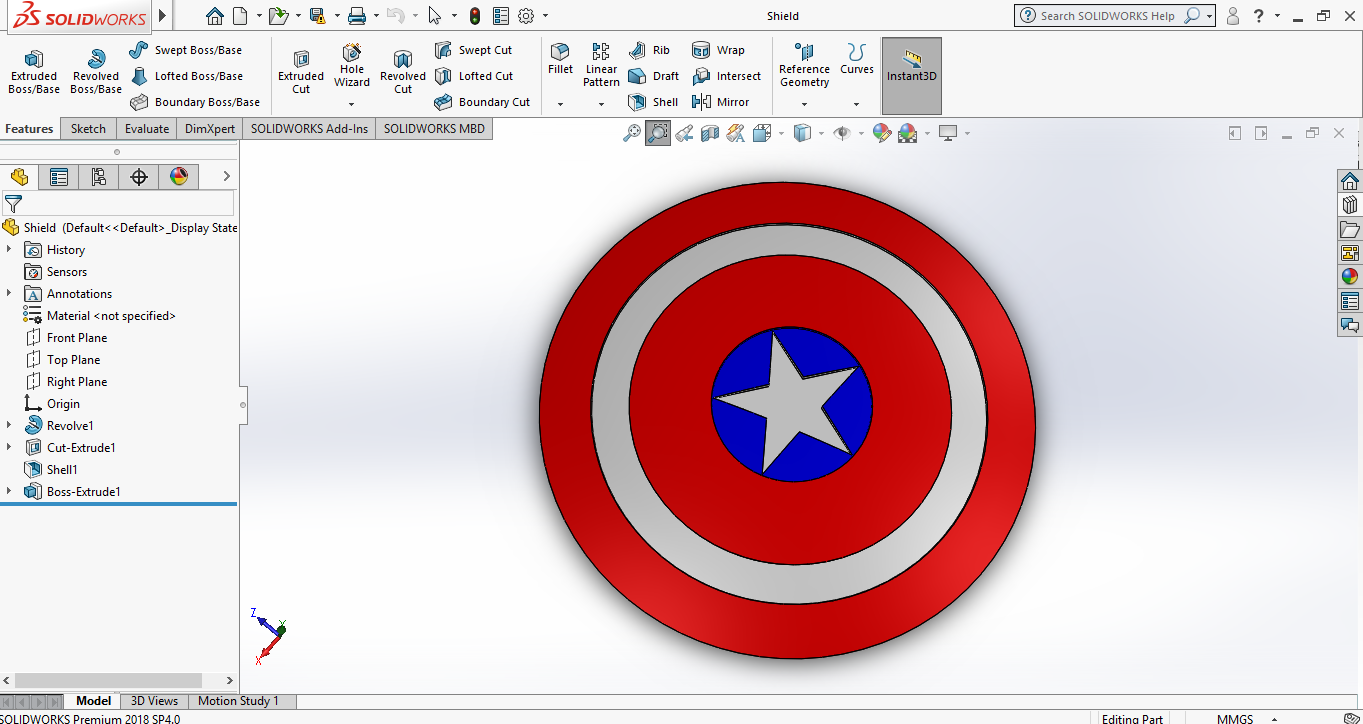 SOLIDWORKS
Shield
Search SOLIDWORKS Help
?
Extruded Boss/Base
Revolved Boss/Base
Swept Boss/Base
Lofted Boss/Base
Boundary Boss/Base
Extruded Cut
Hole Wizard
Revolved Cut
Swept Cut
Lofted Cut
Boundary Cut
Fillet
Linear Pattern
Rib
Draft
Shell
Wrap
Intersect
Mirror
Reference Geometry
Curves
Instant3D
Features
Sketch
Evaluate
DimXpert
SOLIDWORKS Add-Ins
SOLIDWORKS MBD
Shield (Default<<Default>_Display State
History
Sensors
A Annotations
Material <not specified>
Front Plane
Top Plane
Right Plane
Origin
Revolve1
Cut-Extrude1
Shell1
Boss-Extrude1
Z
Y
X
Model
3D Views
Motion Study 1
SOLIDWORKS Premium 2018 SP4.0
Editing Part
MMGS